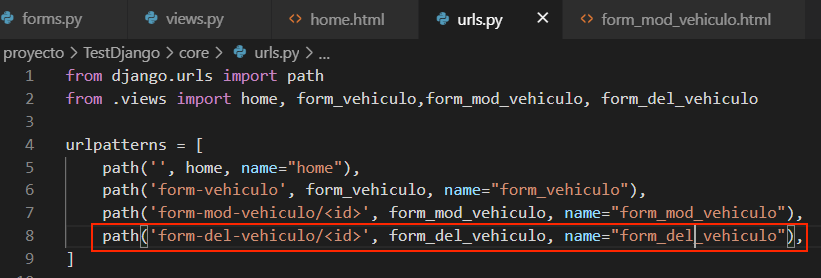 forms.py views.py home.html urls.py × form_mod_vehiculo.html
proyecto > TestDjango > core > urls.py > ...
1 from django.urls import path
2 from .views import home, form_vehiculo,form_mod_vehiculo, form_del_vehiculo
3
4 urlpatterns = [
5 path('', home, name="home"),
6 path('form-vehiculo', form_vehiculo, name="form_vehiculo"),
7 path('form-mod-vehiculo/<id>', form_mod_vehiculo, name="form_mod_vehiculo"),
8 path('form-del-vehiculo/<id>', form_del_vehiculo, name="form_del_vehiculo"),
9 ]